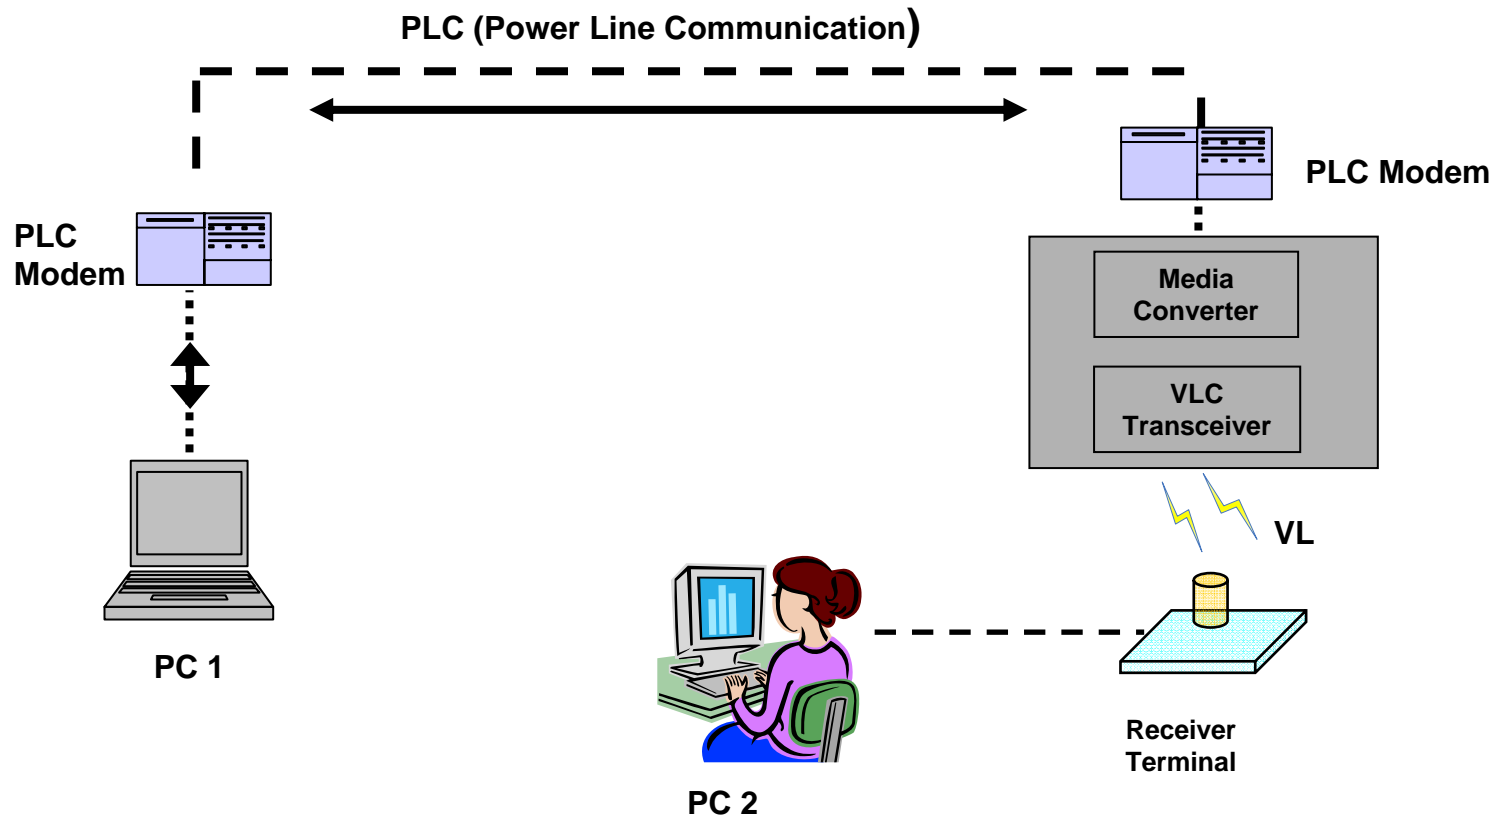 PLC (Power Line Communication)
PLC Modem
PLC
Modem
Media
Converter
VLC
Transceiver
VL
PC 1
Receiver
Terminal
PC 2